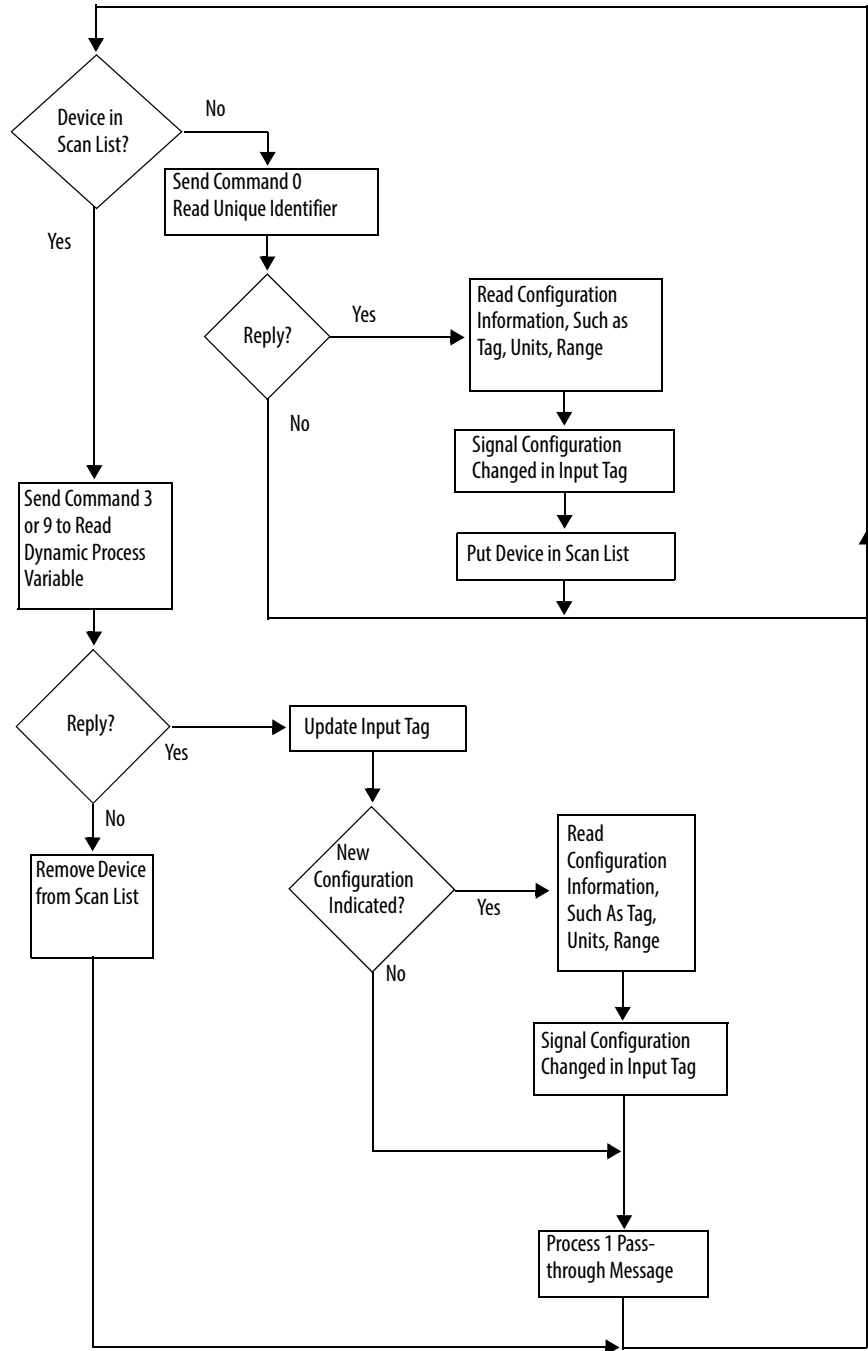 Device in
Scan List?
No
Send Command 0
Read Unique Identifier
Yes
Reply?
Yes
Read Configuration
Information, Such as
Tag, Units, Range
No
Signal Configuration
Changed in Input Tag
Put Device in Scan List
Send Command 3
or 9 to Read
Dynamic Process
Variable
Reply?
Yes
Update Input Tag
No
Remove Device
from Scan List
New
Configuration
Indicated?
Yes
Read
Configuration
Information,
Such As Tag,
Units, Range
No
Signal Configuration
Changed in Input Tag
Process 1 Pass-
through Message